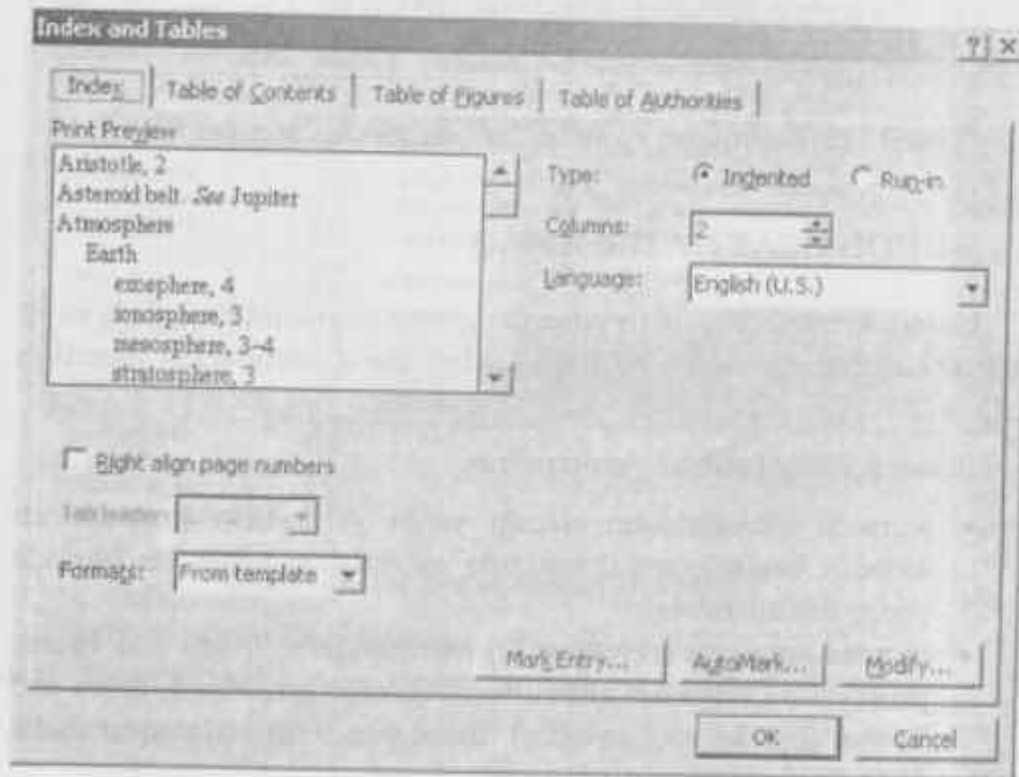 Index and Tables
? ×
Index Table of Contents Table of Figures Table of Authorities
Print Preview
Aristotle, 2
Asteroid belt. See Jupiter
Atmosphere
Earth
exosphere, 4
ionosphere, 3
mesosphere, 3–4
stratosphere, 3
Type: Indented Run-in
Columns: 2
Language: English (U.S.)
Right align page numbers
Tab leader:
Formats: From template
Mark Entry... AutoMark... Modify...
OK Cancel